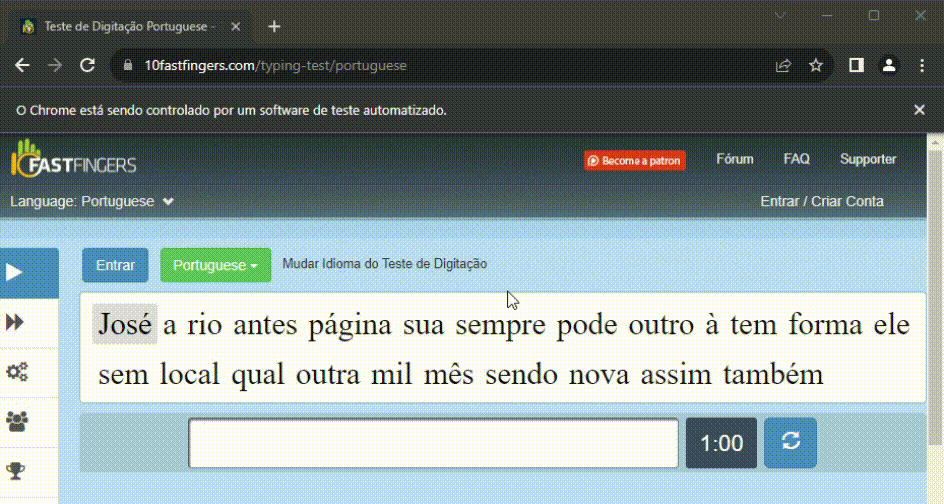 Teste de Digitação Portuguese -
10fastfingers.com/typing-test/portuguese
O Chrome está sendo controlado por um software de teste automatizado.
10FASTFINGERS
Become a patron
Fórum
FAQ
Supporter
Language: Portuguese
Entrar / Criar Conta
Entrar
Portuguese
Mudar Idioma do Teste de Digitação
José a rio antes página sua sempre pode outro à tem forma ele
sem local qual outra mil mês sendo nova assim também
1:00